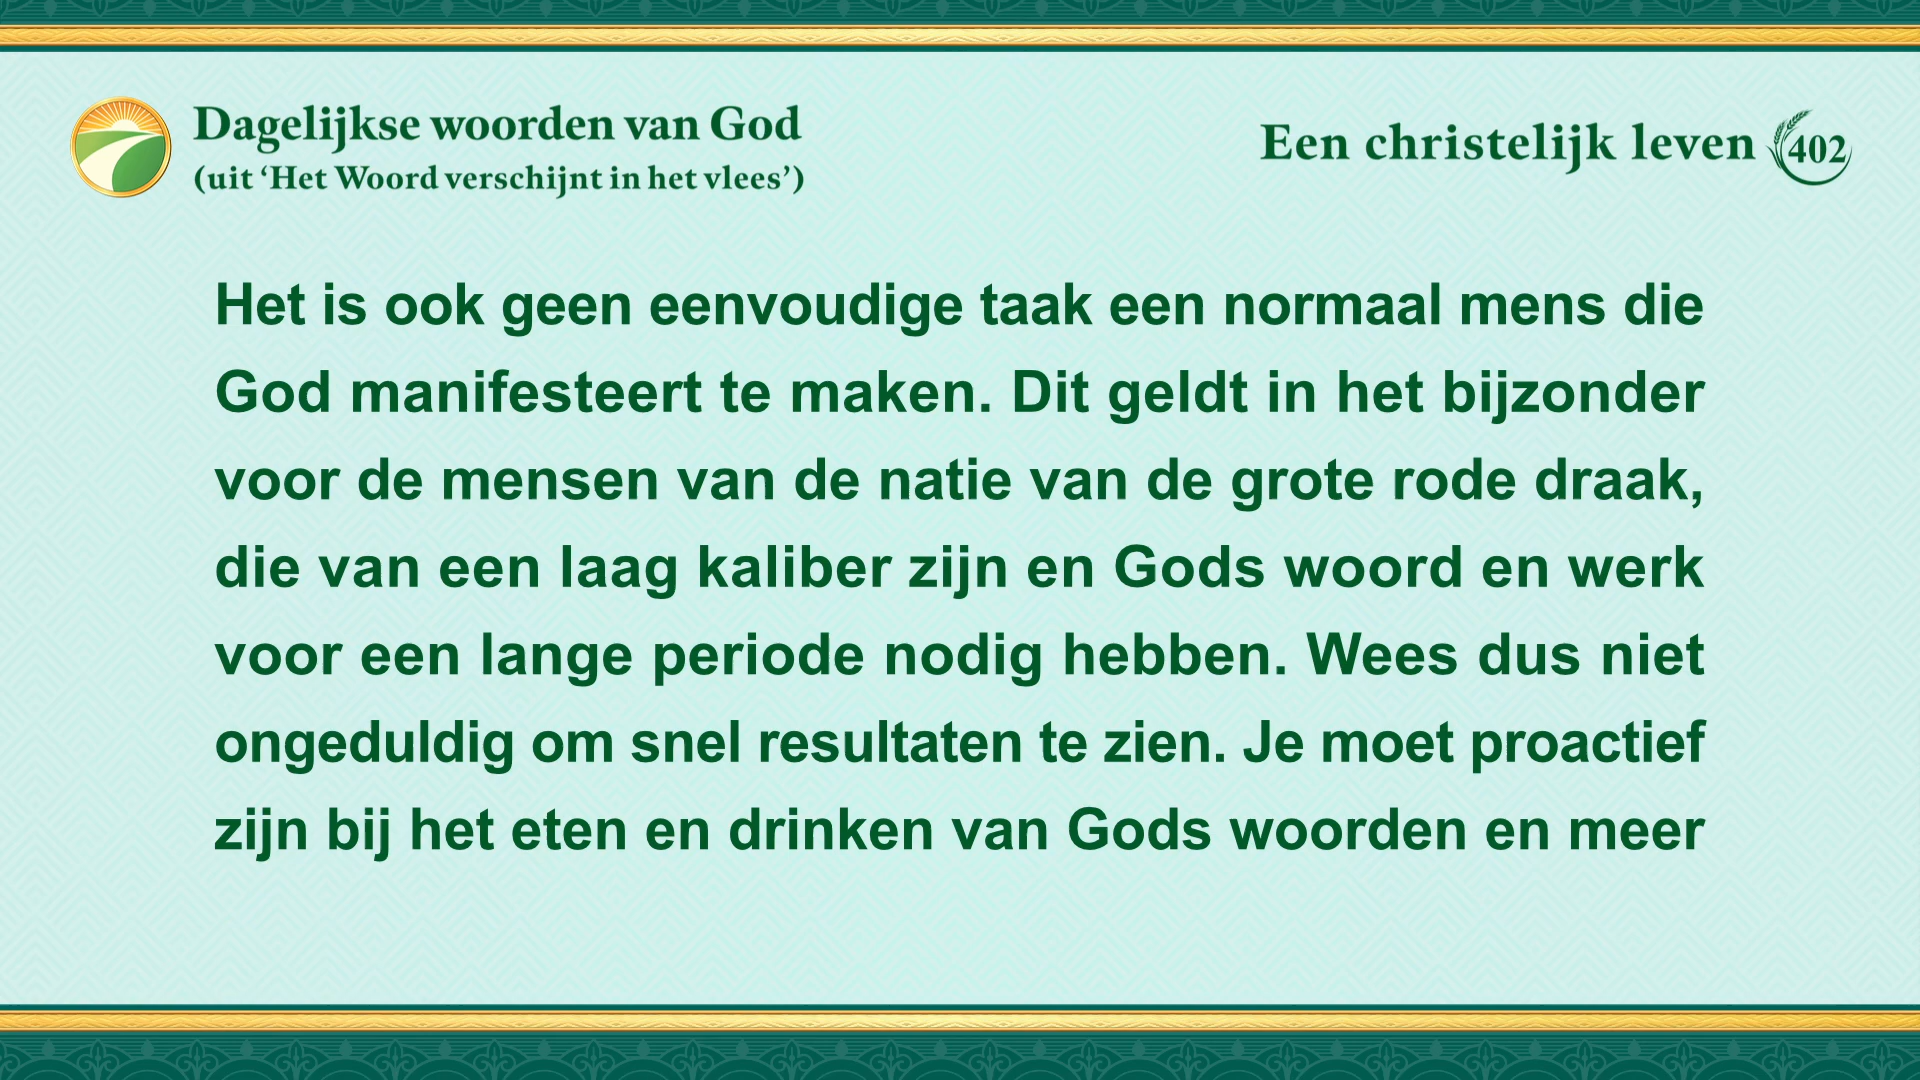 Dagelijkse woorden van God
(uit ‘Het Woord verschijnt in het vlees’)
Een christelijk leven 402
Het is ook geen eenvoudige taak een normaal mens die
God manifesteert te maken. Dit geldt in het bijzonder
voor de mensen van de natie van de grote rode draak,
die van een laag kaliber zijn en Gods woord en werk
voor een lange periode nodig hebben. Wees dus niet
ongeduldig om snel resultaten te zien. Je moet proactief
zijn bij het eten en drinken van Gods woorden en meer